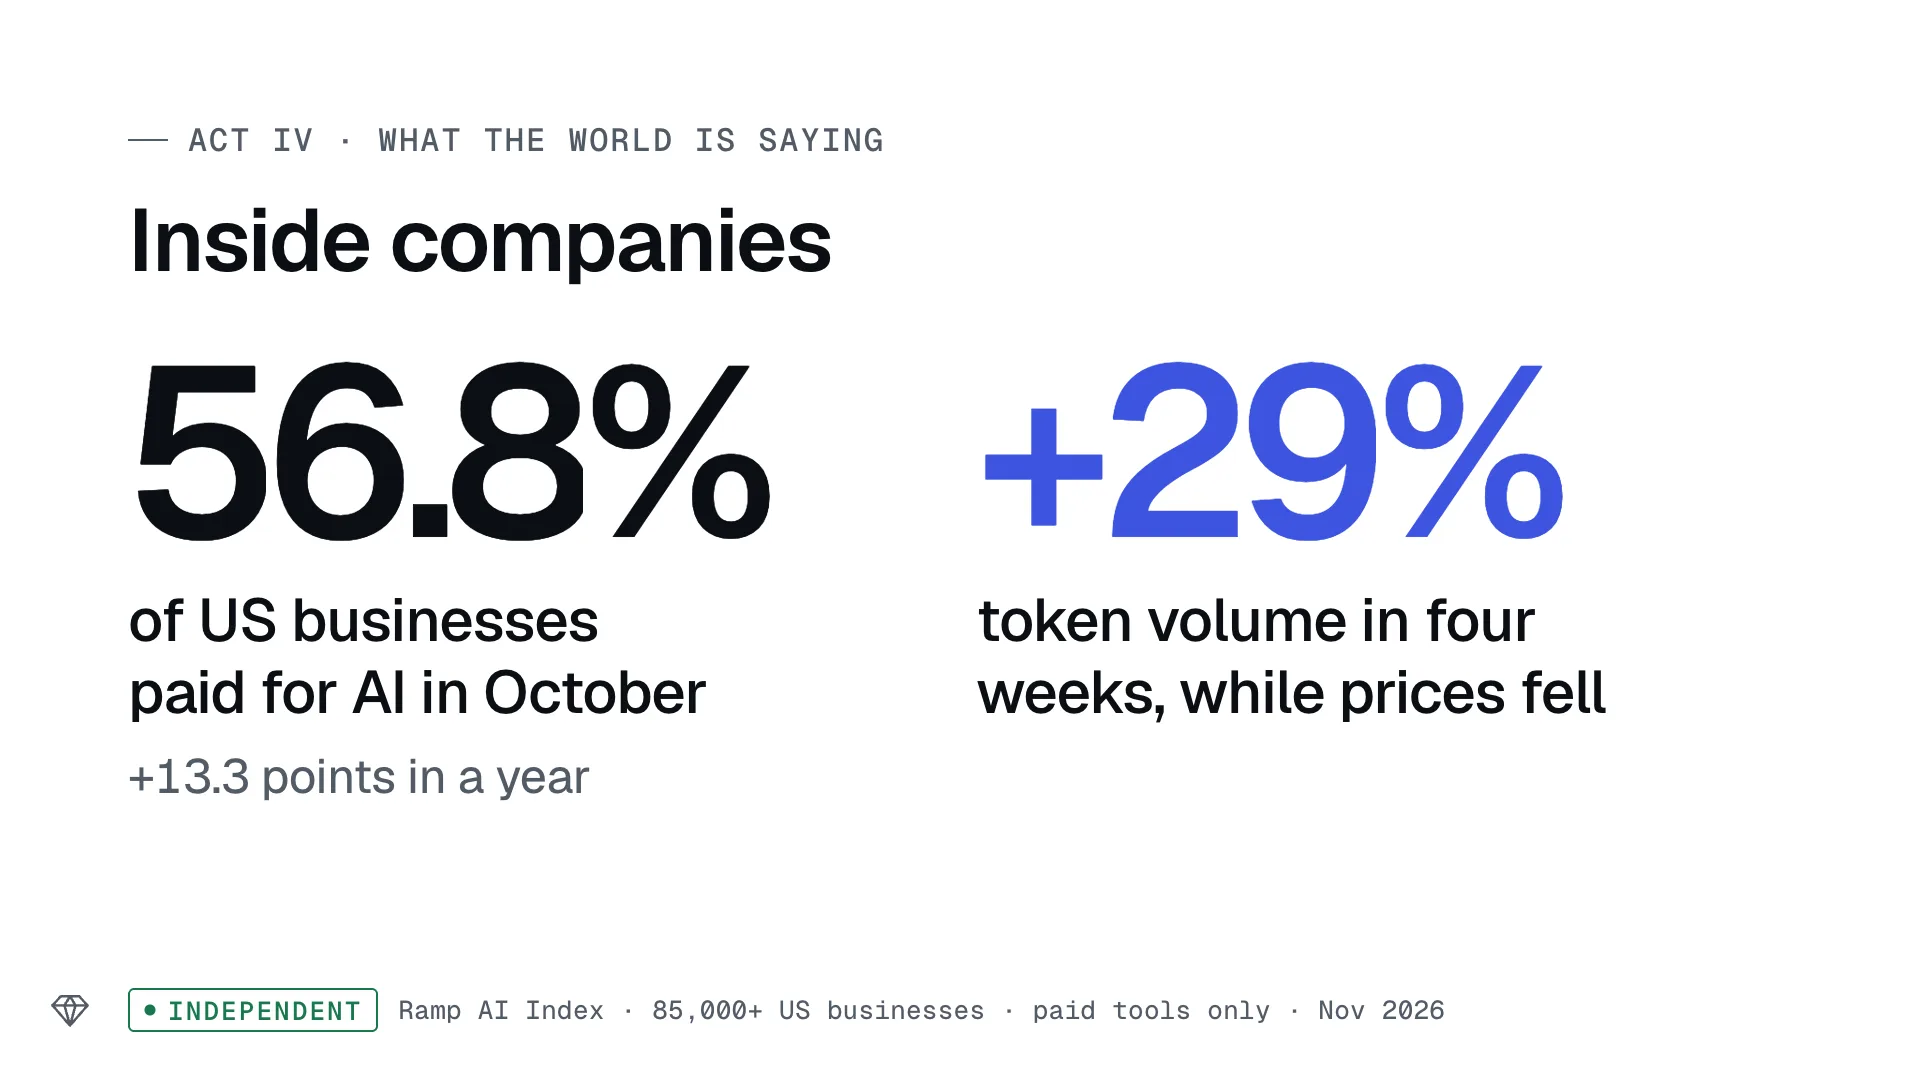 ACT IV · WHAT THE WORLD IS SAYING
Inside companies
56.8%
of US businesses
paid for AI in October
+13.3 points in a year
+29%
token volume in four
weeks, while prices fell
INDEPENDENT
Ramp AI Index · 85,000+ US businesses · paid tools only · Nov 2026